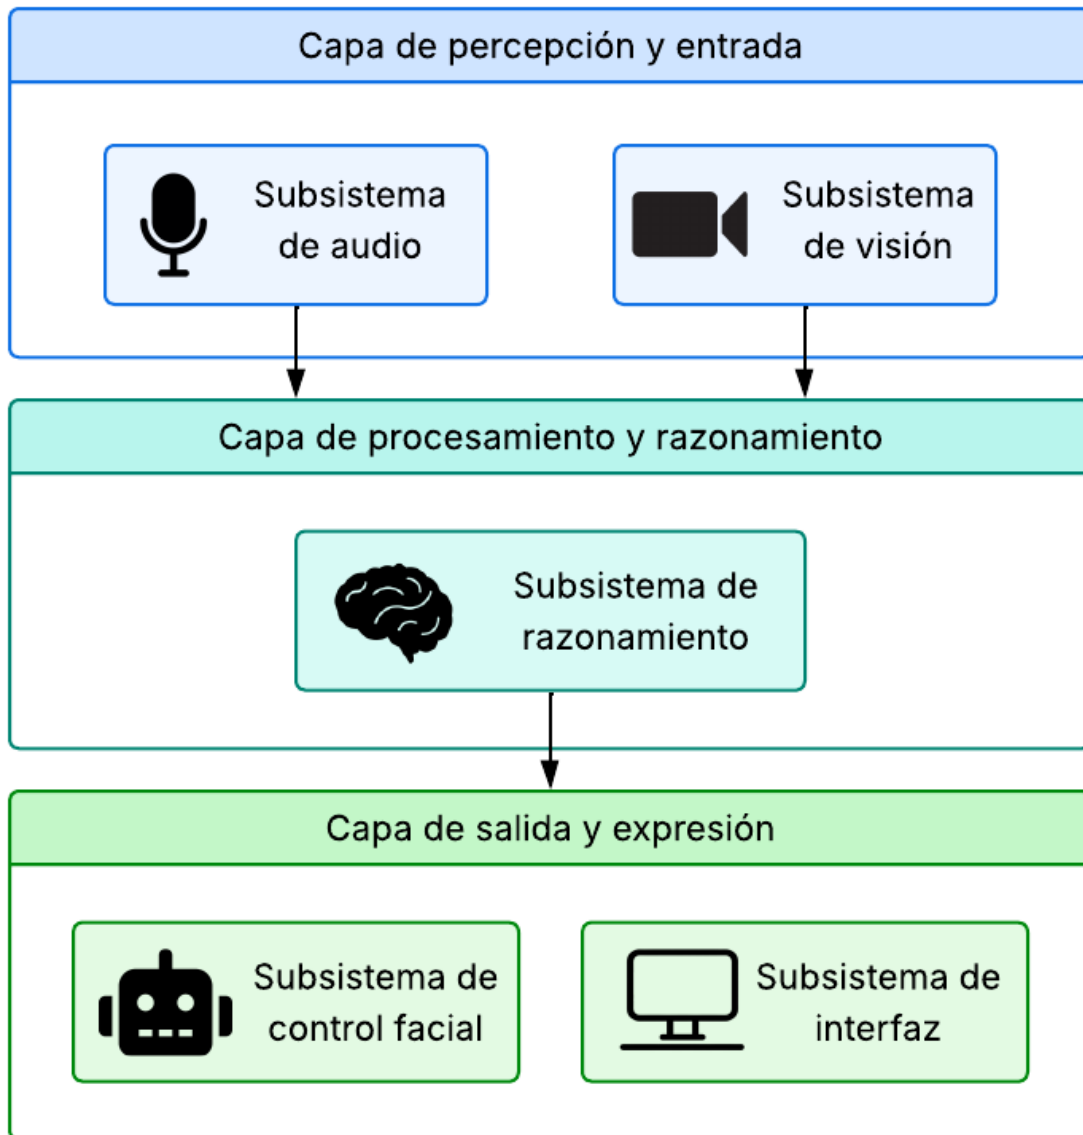 Capa de percepción y entrada
Subsistema
de audio
Subsistema
de visión
Capa de procesamiento y razonamiento
Subsistema de
razonamiento
Capa de salida y expresión
Subsistema de
control facial
Subsistema de
interfaz